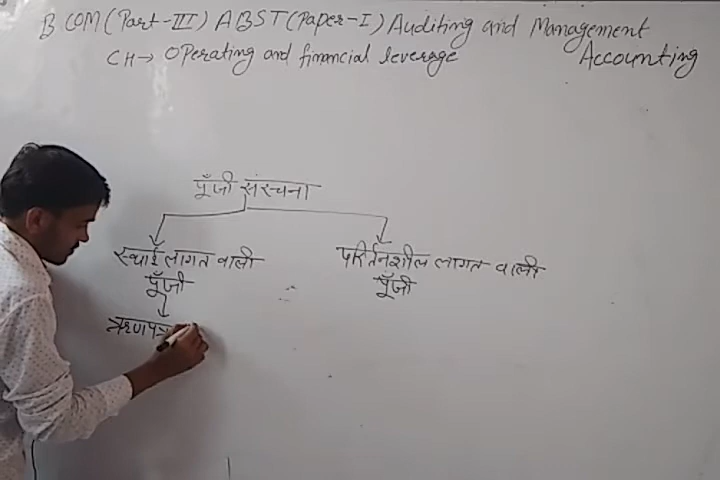 B COM (Part-III) ABST (Paper-I) Auditing and Management
Accounting
CH→ Operating and financial leverage
पूँजी संरचना
स्थाई लागत वाली
पूँजी
परिर्तनशील लागत वाली
पूँजी
ऋणपत्र